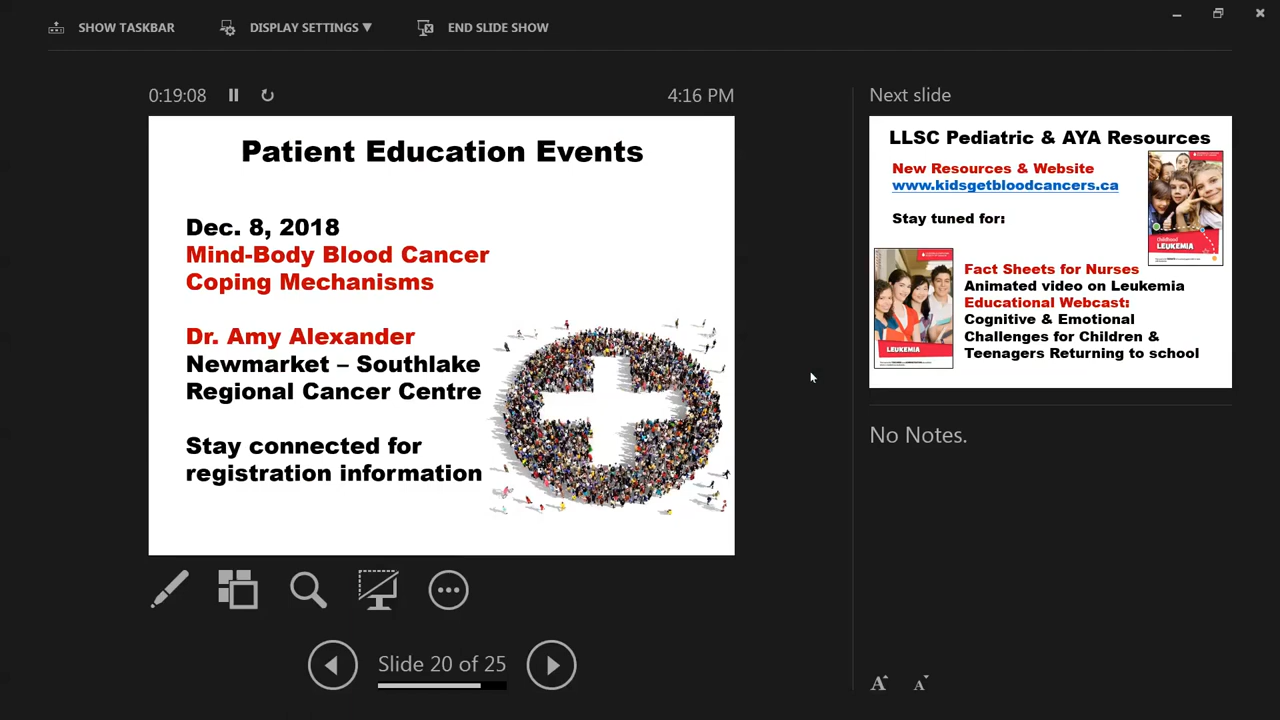 SHOW TASKBAR
DISPLAY SETTINGS ▼
END SLIDE SHOW
0:19:08
4:16 PM
Patient Education Events
Dec. 8, 2018
Mind-Body Blood Cancer
Coping Mechanisms
Dr. Amy Alexander
Newmarket – Southlake
Regional Cancer Centre
Stay connected for
registration information
Slide 20 of 25
Next slide
LLSC Pediatric & AYA Resources
New Resources & Website
www.kidsgetbloodcancers.ca
Stay tuned for:
Childhood
LEUKEMIA
LEUKEMIA
Fact Sheets for Nurses
Animated video on Leukemia
Educational Webcast:
Cognitive & Emotional
Challenges for Children &
Teenagers Returning to school
No Notes.
A A